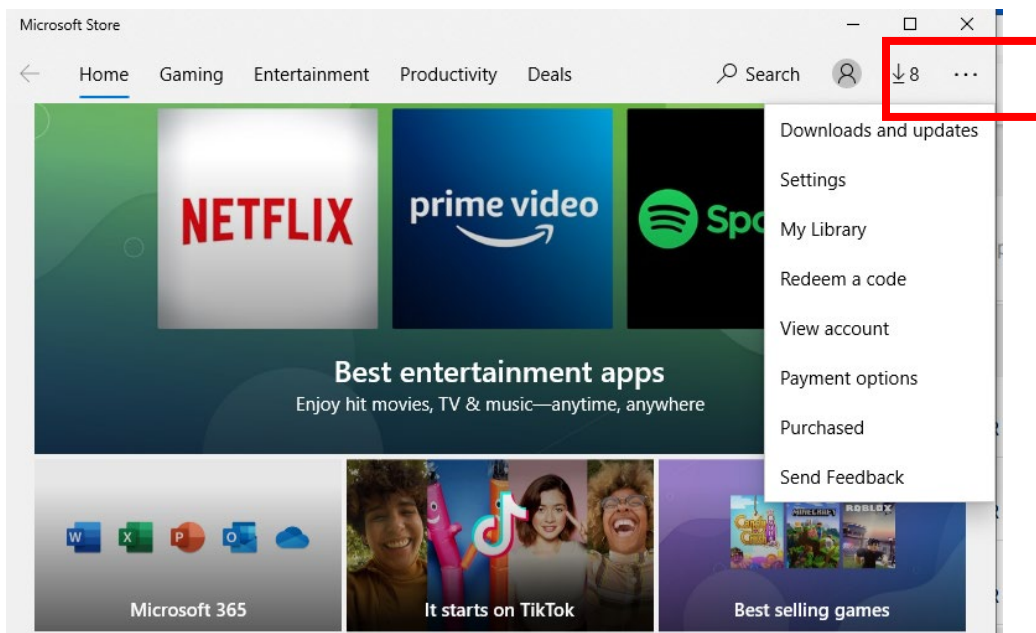 Microsoft Store
Home Gaming Entertainment Productivity Deals Search 8 ...
Downloads and updates
Settings
My Library
Redeem a code
View account
Payment options
Purchased
Send Feedback
NETFLIX
prime video
Spo
Best entertainment apps
Enjoy hit movies, TV & music—anytime, anywhere
W X P O
Microsoft 365
It starts on TikTok
Candy Crush
MINECRAFT
ROBLOX
Best selling games